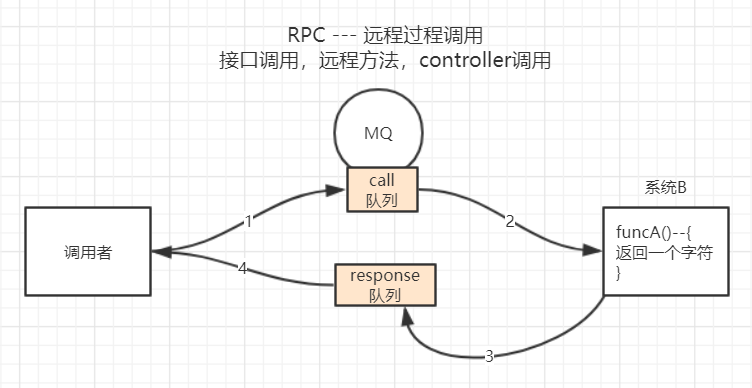 RPC --- 远程过程调用
接口调用，远程方法，controller调用
MQ
call
队列
系统B
1
2
调用者
funcA()--{
返回一个字符
}
4
response
队列
3